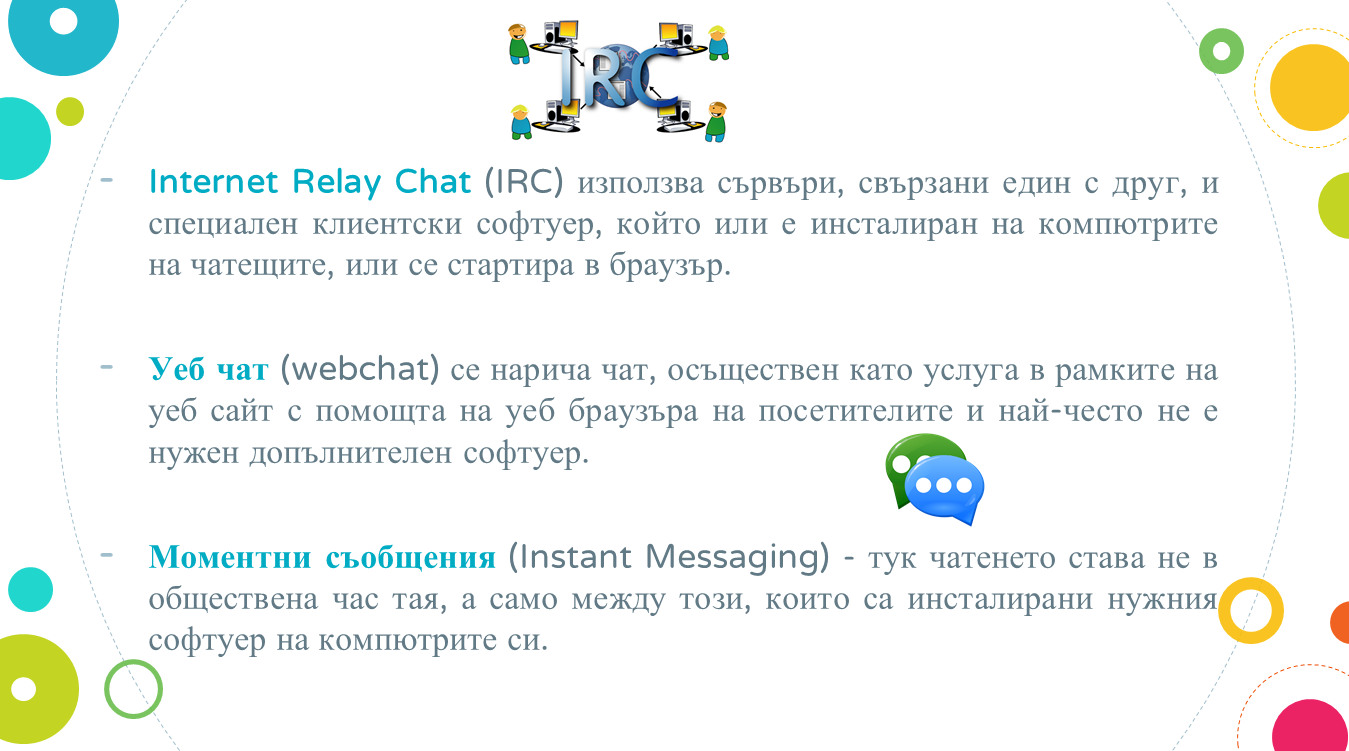 IRC
- Internet Relay Chat (IRC) използва сървъри, свързани един с друг, и
специален клиентски софтуер, който или е инсталиран на компютрите
на чатещите, или се стартира в браузър.
- Уеб чат (webchat) се нарича чат, осъществен като услуга в рамките на
уеб сайт с помощта на уеб браузъра на посетителите и най-често не е
нужен допълнителен софтуер.
- Моментни съобщения (Instant Messaging) - тук чатенето става не в
обществена час тая, а само между този, които са инсталирани нужния
софтуер на компютрите си.